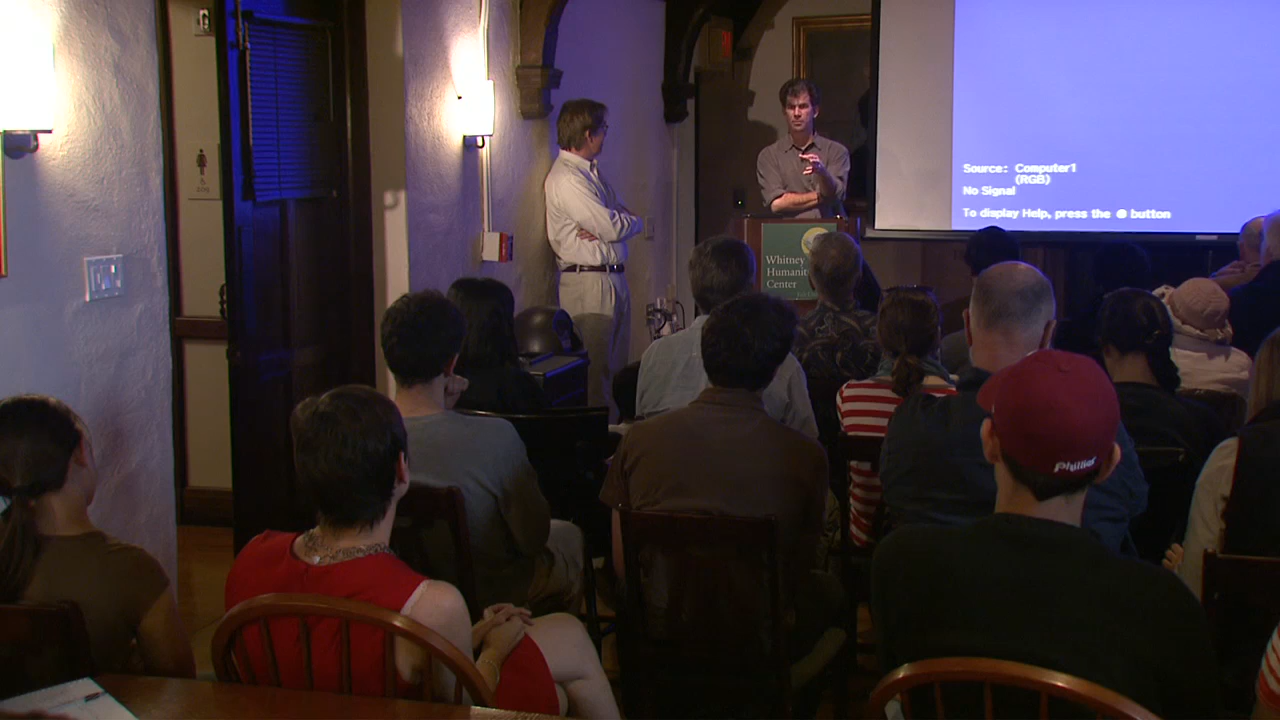 Source: Computer1
(RGB)
No Signal
To display Help, press the button
Whitney
Humanit
Center
Phillies